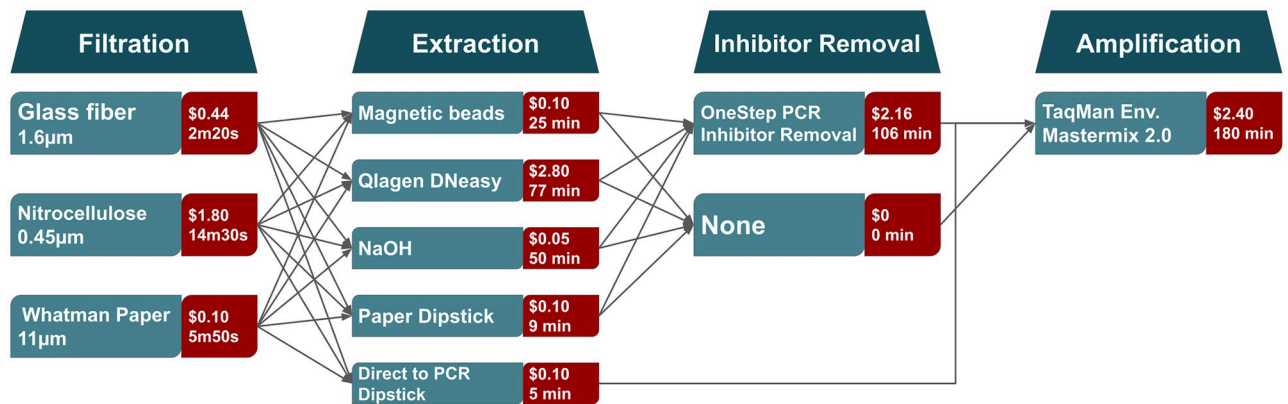 Filtration
Extraction
Inhibitor Removal
Amplification
Glass fiber
1.6µm
$0.44
2m20s
Nitrocellulose
0.45µm
$1.80
14m30s
Whatman Paper
11µm
$0.10
5m50s
Magnetic beads
$0.10
25 min
Qlagen DNeasy
$2.80
77 min
NaOH
$0.05
50 min
Paper Dipstick
$0.10
9 min
Direct to PCR
Dipstick
$0.10
5 min
OneStep PCR
Inhibitor Removal
$2.16
106 min
None
$0
0 min
TaqMan Env.
Mastermix 2.0
$2.40
180 min